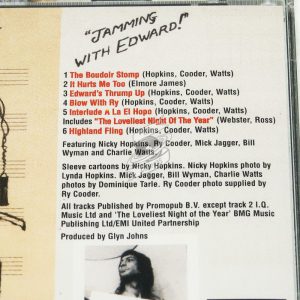 "JAMMING
WITH EDWARD!"
1 The Boudoir Stomp (Hopkins, Cooder, Watts)
2 It Hurts Me Too (Elmore James)
3 Edward's Thrump Up (Hopkins, Cooder, Watts)
4 Blow With Ry (Hopkins, Cooder, Watts)
5 Interlude A La El Hopo (Hopkins, Cooder, Watts)
Includes "The Loveliest Night Of The Year" (Webster, Ross)
6 Highland Fling (Hopkins, Cooder, Watts)
Featuring Nicky Hopkins. Ry Cooder, Mick Jagger, Bill
Wyman and Charlie Watts
Sleeve cartoons by Nicky Hopkins. Nicky Hopkins photo by
Lynda Hopkins. Mick Jagger, Bill Wyman, Charlie Watts
photos by Dominique Tarle. Ry Cooder photo supplied by
Ry Cooder.
All tracks Published by Promopub B.V. except track 2 I.Q.
Music Ltd and 'The Loveliest Night of the Year' BMG Music
Publishing Ltd/EMI United Partnership
Produced by Glyn Johns